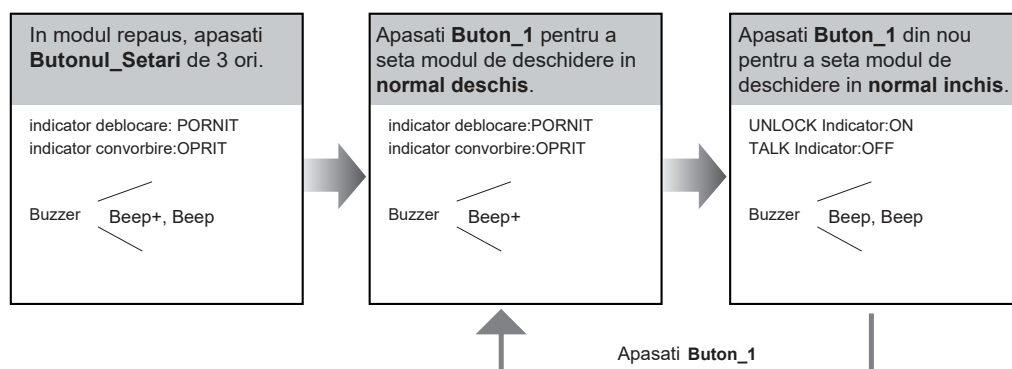 In modul repaus, apasati
Butonul_Setari de 3 ori.
indicator deblocare: PORNIT
indicator convorbire:OPRIT
Buzzer
Beep+, Beep
Apasati Buton_1 pentru a
seta modul de deschidere in
normal deschis.
indicator deblocare:PORNIT
indicator convorbire:OPRIT
Buzzer
Beep+
Apasati Buton_1 din nou
pentru a seta modul de
deschidere in normal inchis.
UNLOCK Indicator:ON
TALK Indicator:OFF
Buzzer
Beep, Beep
Apasati Buton_1